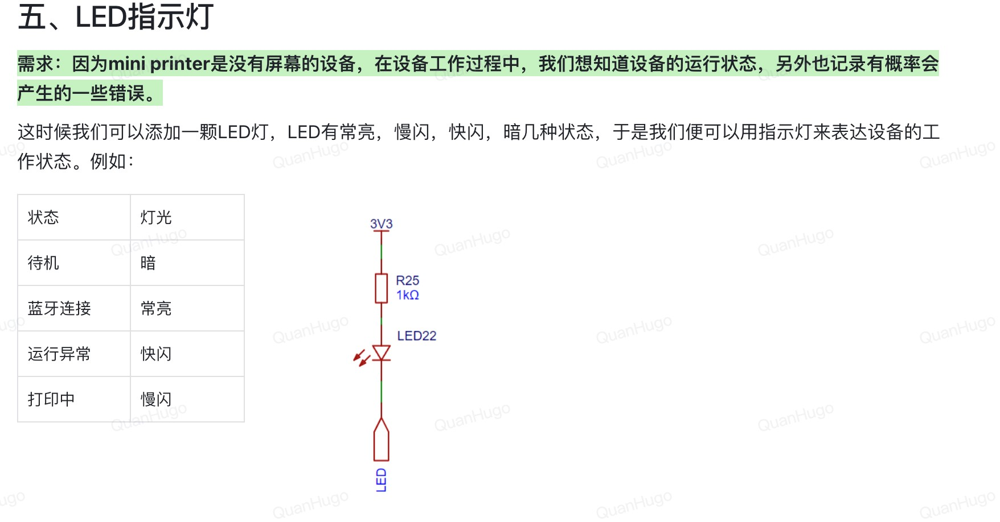 五、LED指示灯
需求：因为mini printer是没有屏幕的设备，在设备工作过程中，我们想知道设备的运行状态，另外也记录有概率会
产生的一些错误。
这时候我们可以添加一颗LED灯，LED有常亮，慢闪，快闪，暗几种状态，于是我们便可以用指示灯来表达设备的工
作状态。例如：
状态 灯光
待机 暗
蓝牙连接 常亮
运行异常 快闪
打印中 慢闪
3V3
R25
1kΩ
LED22
LED
QuanHugo